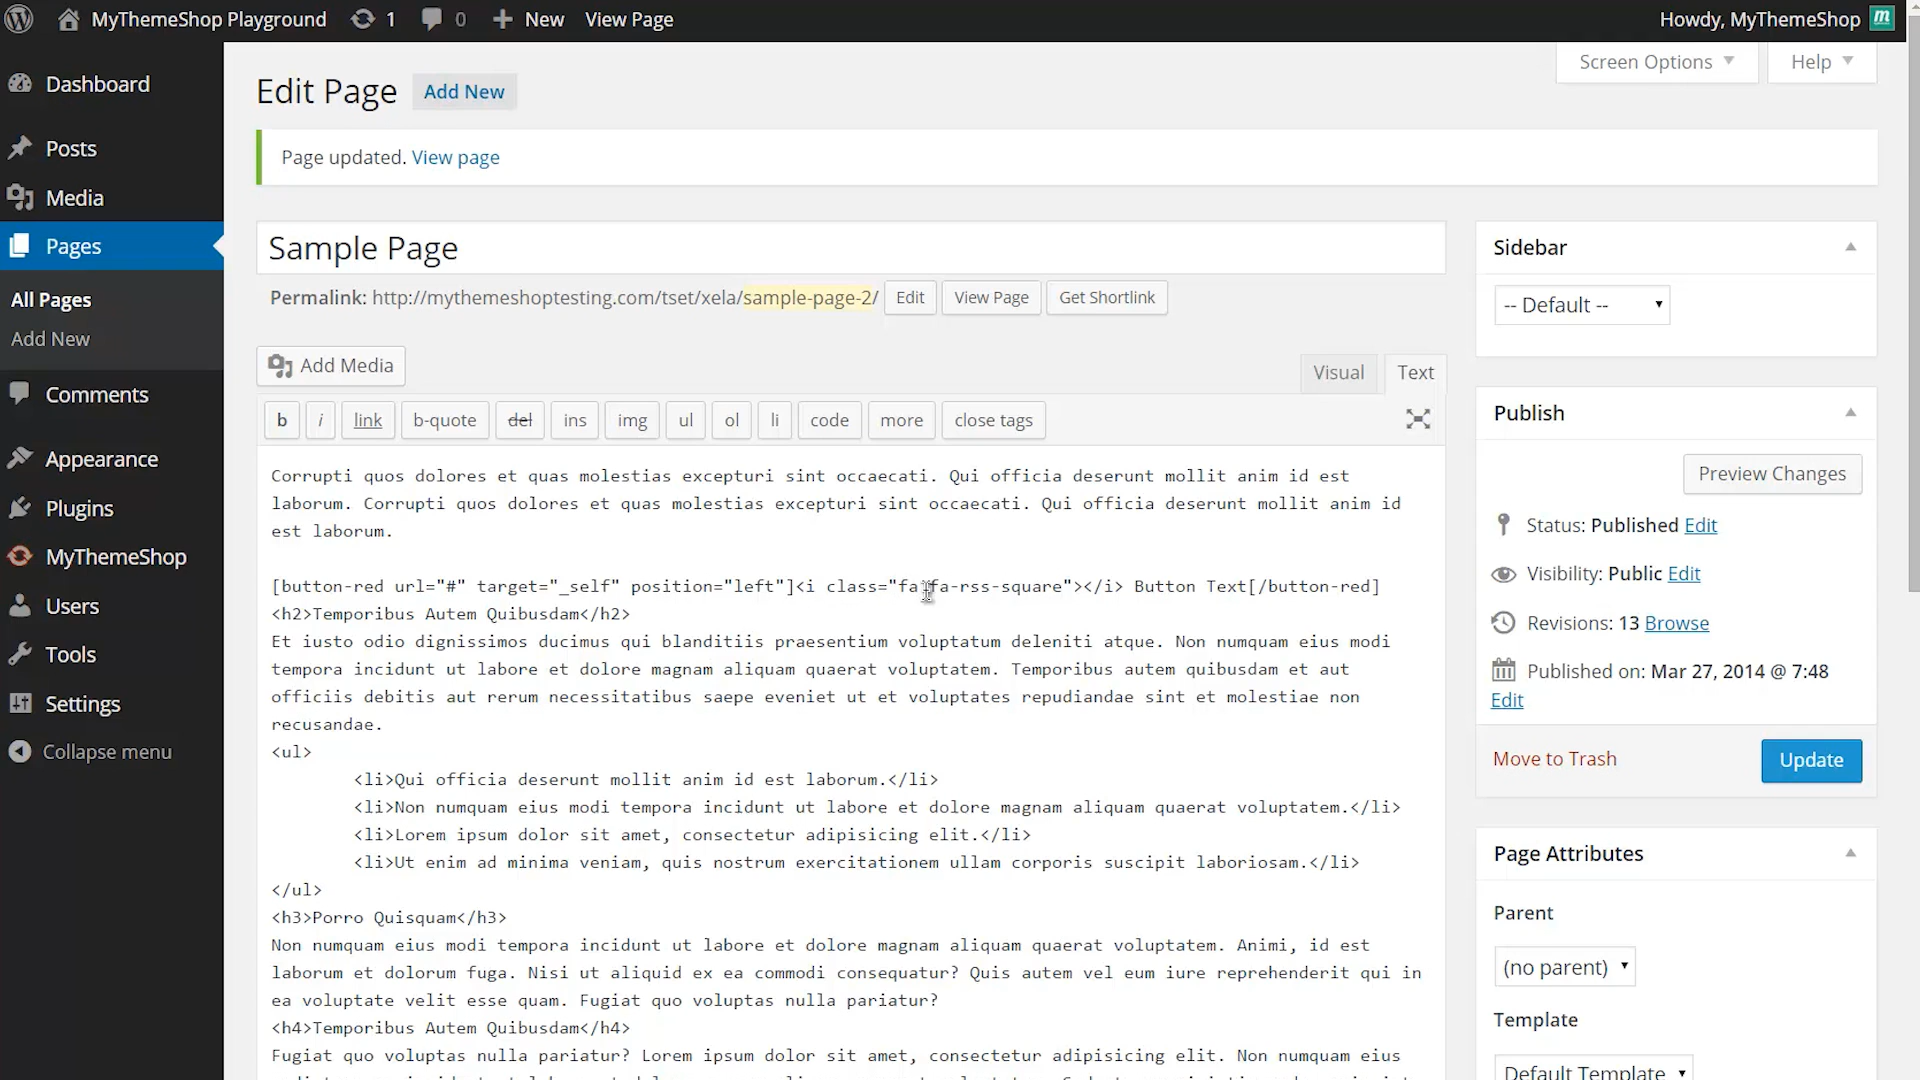 MyThemeShop Playground 1 0 New View Page Howdy, MyThemeShop
Screen Options Help
Dashboard
Posts
Media
Pages
All Pages
Add New
Comments
Appearance
Plugins
MyThemeShop
Users
Tools
Settings
Collapse menu
Edit Page Add New
Page updated. View page
Sample Page
Permalink: http://mythemeshoptesting.com/tset/xela/sample-page-2/ Edit View Page Get Shortlink
Add Media
Visual Text
b i link b-quote del ins img ul ol li code more close tags
Corrupti quos dolores et quas molestias excepturi sint occaecati. Qui officia deserunt mollit anim id est
laborum. Corrupti quos dolores et quas molestias excepturi sint occaecati. Qui officia deserunt mollit anim id
est laborum.
[button-red url="#" target="_self" position="left"]<i class="fa fa-rss-square"></i> Button Text[/button-red]
<h2>Temporibus Autem Quibusdam</h2>
Et iusto odio dignissimos ducimus qui blanditiis praesentium voluptatum deleniti atque. Non numquam eius modi
tempora incidunt ut labore et dolore magnam aliquam quaerat voluptatem. Temporibus autem quibusdam et aut
officiis debitis aut rerum necessitatibus saepe eveniet ut et voluptates repudiandae sint et molestiae non
recusandae.
<ul>
<li>Qui officia deserunt mollit anim id est laborum.</li>
<li>Non numquam eius modi tempora incidunt ut labore et dolore magnam aliquam quaerat voluptatem.</li>
<li>Lorem ipsum dolor sit amet, consectetur adipisicing elit.</li>
<li>Ut enim ad minima veniam, quis nostrum exercitationem ullam corporis suscipit laboriosam.</li>
</ul>
<h3>Porro Quisquam</h3>
Non numquam eius modi tempora incidunt ut labore et dolore magnam aliquam quaerat voluptatem. Animi, id est
laborum et dolorum fuga. Nisi ut aliquid ex ea commodi consequatur? Quis autem vel eum iure reprehenderit qui in
ea voluptate velit esse quam. Fugiat quo voluptas nulla pariatur?
<h4>Temporibus Autem Quibusdam</h4>
Fugiat quo voluptas nulla pariatur? Lorem ipsum dolor sit amet, consectetur adipisicing elit. Non numquam eius
Sidebar
-- Default --
Publish
Preview Changes
Status: Published Edit
Visibility: Public Edit
Revisions: 13 Browse
Published on: Mar 27, 2014 @ 7:48
Edit
Move to Trash Update
Page Attributes
Parent
(no parent)
Template
Default Template